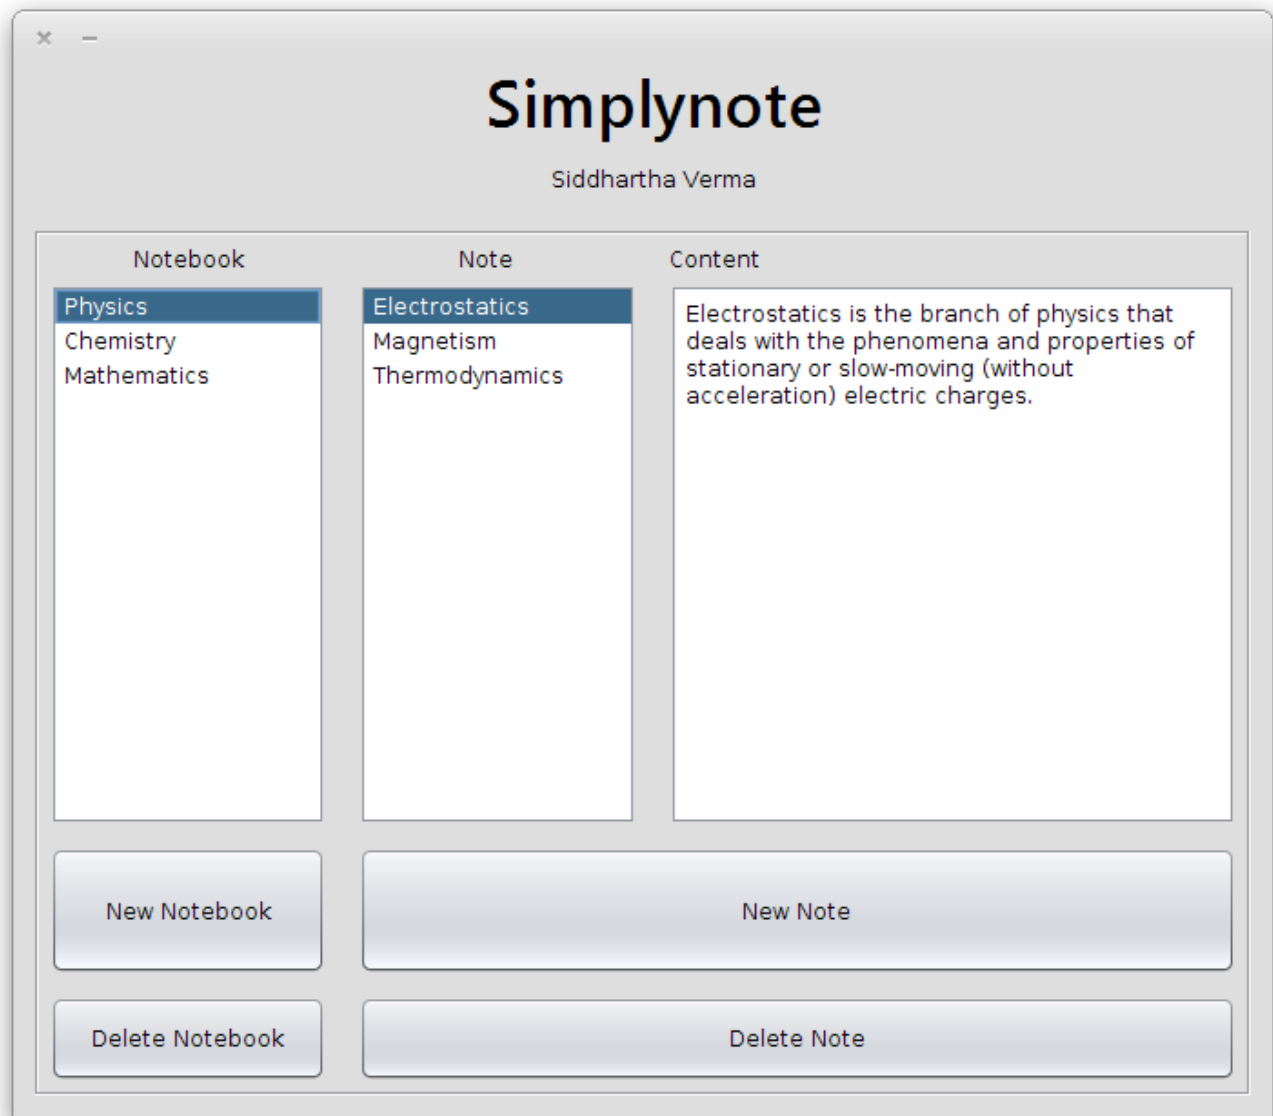 Simplynote
Siddhartha Verma
Notebook
Physics
Chemistry
Mathematics
Note
Electrostatics
Magnetism
Thermodynamics
Content
Electrostatics is the branch of physics that
deals with the phenomena and properties of
stationary or slow-moving (without
acceleration) electric charges.
New Notebook
New Note
Delete Notebook
Delete Note